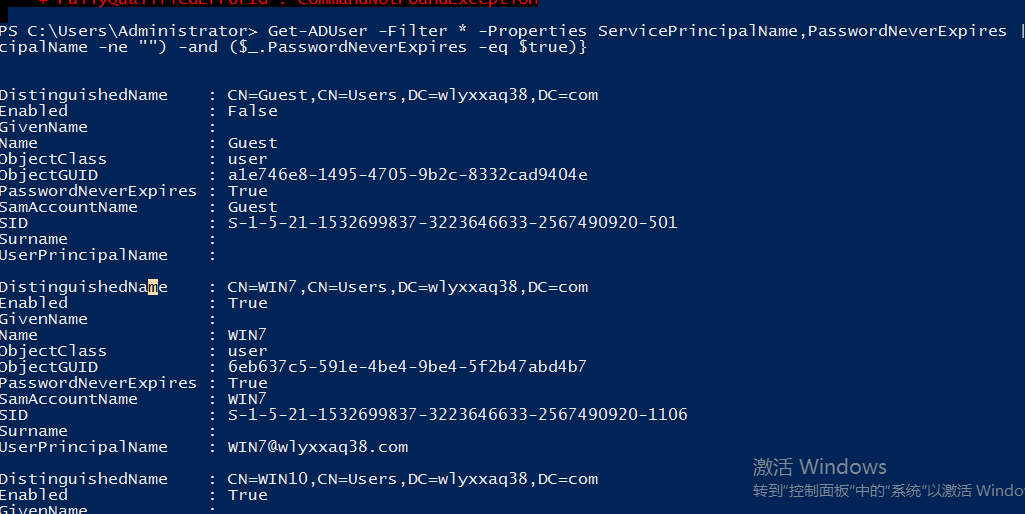 + FullyQualifiedErrorId : CommandNotFoundException
PS C:\Users\Administrator> Get-ADUser -Filter * -Properties ServicePrincipalName,PasswordNeverExpires |
cipalName -ne "") -and ($_.PasswordNeverExpires -eq $true)}
DistinguishedName : CN=Guest,CN=Users,DC=wlyxxaq38,DC=com
Enabled : False
GivenName :
Name : Guest
ObjectClass : user
ObjectGUID : a1e746e8-1495-4705-9b2c-8332cad9404e
PasswordNeverExpires : True
SamAccountName : Guest
SID : S-1-5-21-1532699837-3223646633-2567490920-501
Surname :
UserPrincipalName :
DistinguishedName : CN=WIN7,CN=Users,DC=wlyxxaq38,DC=com
Enabled : True
GivenName :
Name : WIN7
ObjectClass : user
ObjectGUID : 6eb637c5-591e-4be4-9be4-5f2b47abd4b7
PasswordNeverExpires : True
SamAccountName : WIN7
SID : S-1-5-21-1532699837-3223646633-2567490920-1106
Surname :
UserPrincipalName : WIN7@wlyxxaq38.com
DistinguishedName : CN=WIN10,CN=Users,DC=wlyxxaq38,DC=com
Enabled : True
GivenName :
激活 Windows
转到“控制面板”中的“系统”以激活 Windo